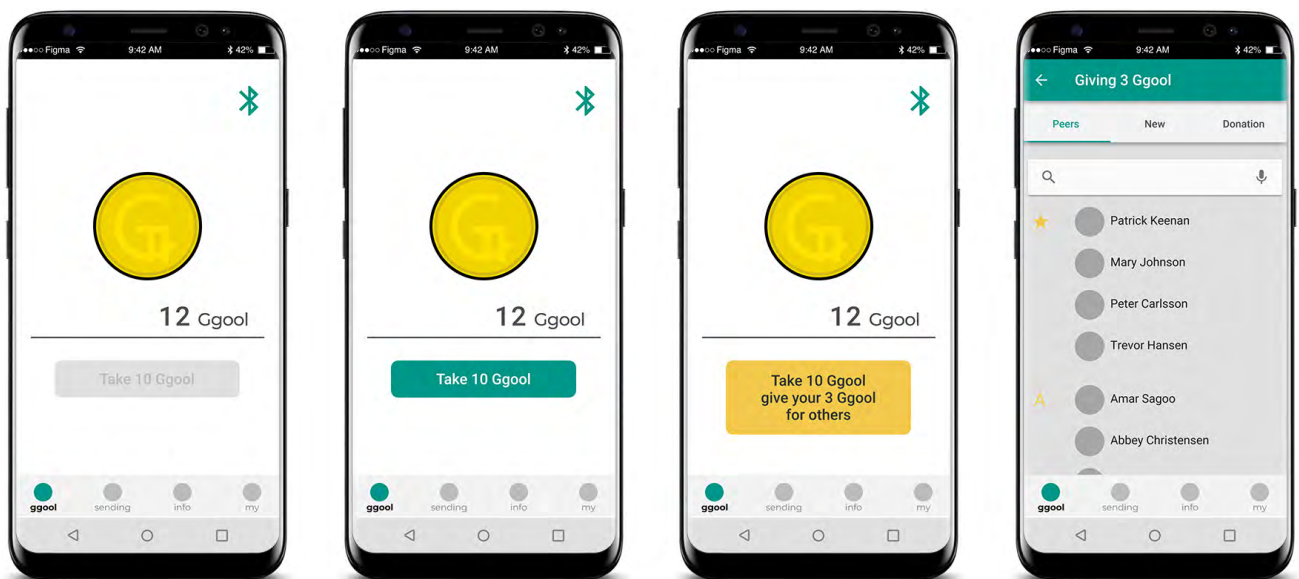 Figma 9:42 AM 42%
12 Ggool
Take 10 Ggool
ggool sending info my
Figma 9:42 AM 42%
12 Ggool
Take 10 Ggool
ggool sending info my
Figma 9:42 AM 42%
12 Ggool
Take 10 Ggool
give your 3 Ggool
for others
ggool sending info my
Figma 9:42 AM 42%
Giving 3 Ggool
Peers New Donation
Patrick Keenan
Mary Johnson
Peter Carlsson
Trevor Hansen
A Amar Sagoo
Abbey Christensen
ggool sending info my